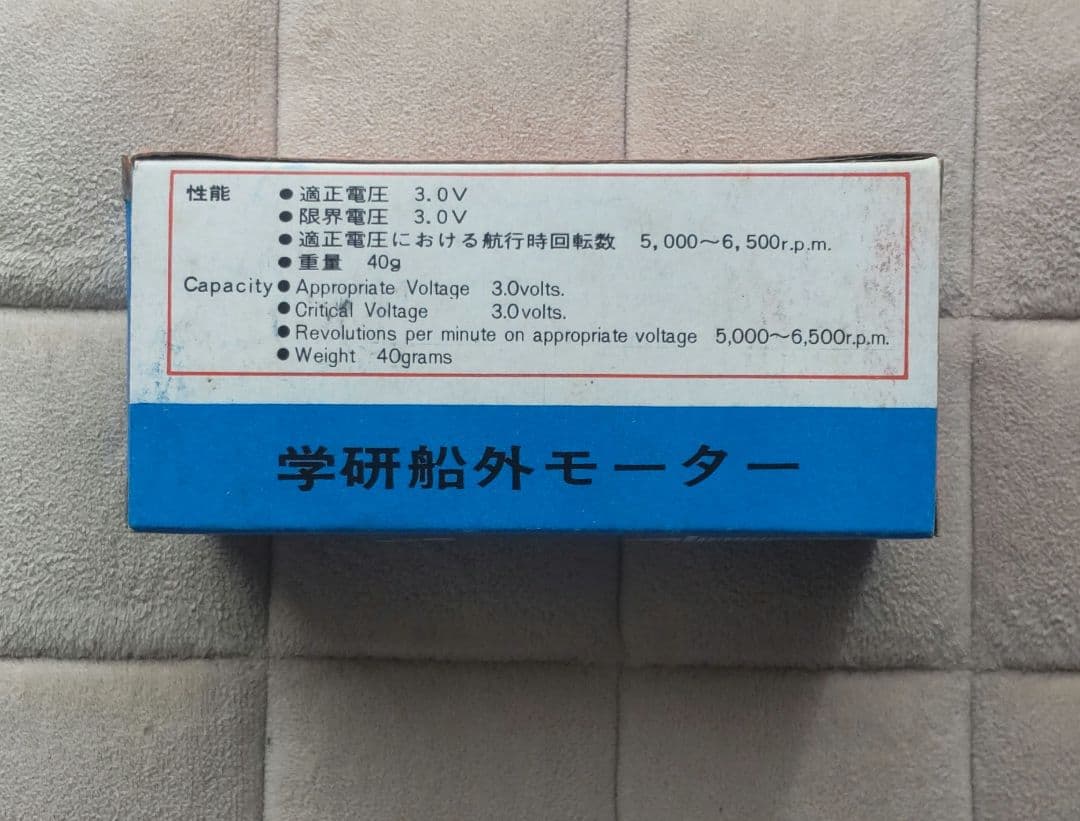 性能 ●適正電圧 3.0V
●限界電圧 3.0V
●適正電圧における航行時回転数 5,000～6,500r.p.m.
●重量 40g
Capacity ●Appropriate Voltage 3.0volts.
●Critical Voltage 3.0volts.
●Revolutions per minute on appropriate voltage 5,000～6,500r.p.m.
●Weight 40grams
学研船外モーター